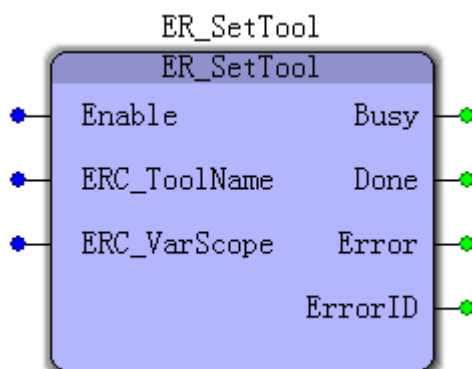 ER_SetTool
ER_SetTool
Enable Busy
ERC_ToolName Done
ERC_VarScope Error
ErrorID